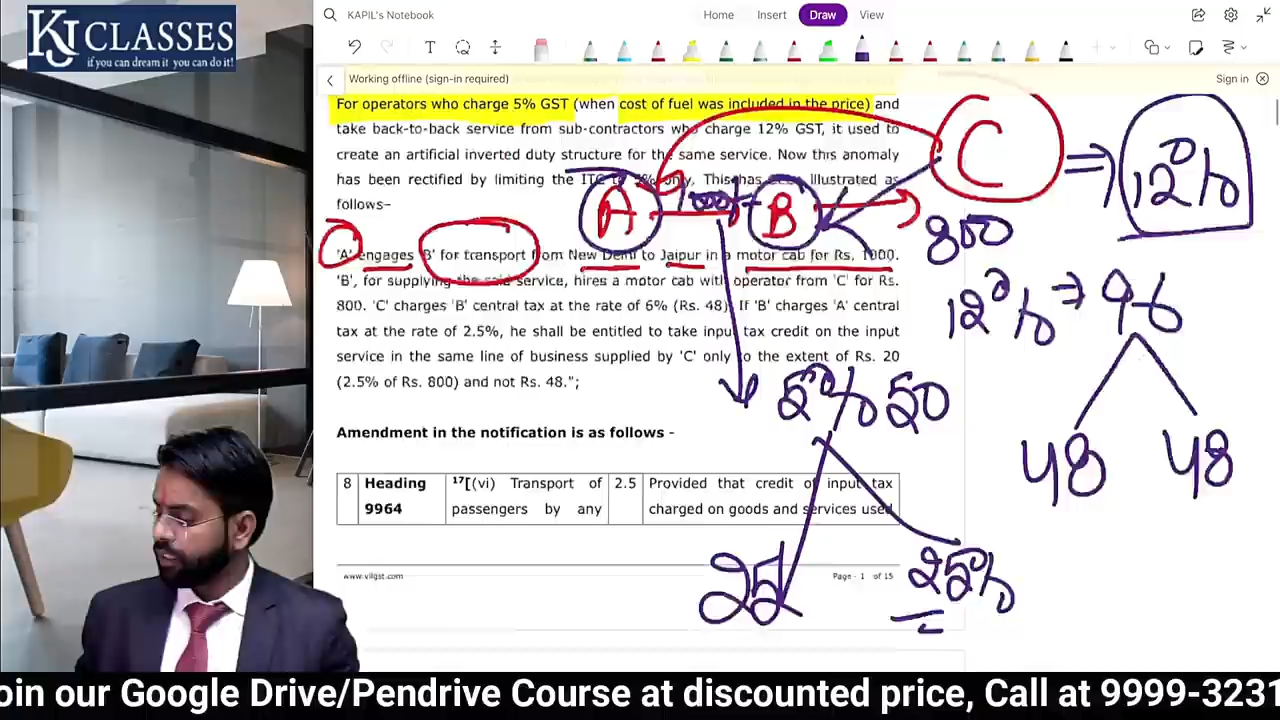 KJ CLASSES
if you can dream it you can do it!
KAPIL's Notebook
Home Insert Draw View
Working offline (sign-in required)
Sign in
For operators who charge 5% GST (when cost of fuel was included in the price) and
take back-to-back service from sub-contractors who charge 12% GST, it used to
create an artificial inverted duty structure for the same service. Now this anomaly
has been rectified by limiting the ITC to 5% only. This has been illustrated as
follows-
'A' engages 'B' for transport from New Delhi to Jaipur in a motor cab for Rs. 1000.
'B', for supplying the said service, hires a motor cab with operator from 'C' for Rs.
800. 'C' charges 'B' central tax at the rate of 6% (Rs. 48). If 'B' charges 'A' central
tax at the rate of 2.5%, he shall be entitled to take input tax credit on the input
service in the same line of business supplied by 'C' only to the extent of Rs. 20
(2.5% of Rs. 800) and not Rs. 48.";
A 1000/- B
C ⇒ 12%
800
12% → 96
48 48
5% 50
25 25%
Amendment in the notification is as follows -
8 Heading 9964 17[(vi) Transport of passengers by any 2.5 Provided that credit of input tax charged on goods and services used
www.vilgst.com Page - 1 of 15
oin our Google Drive/Pendrive Course at discounted price, Call at 9999-3231